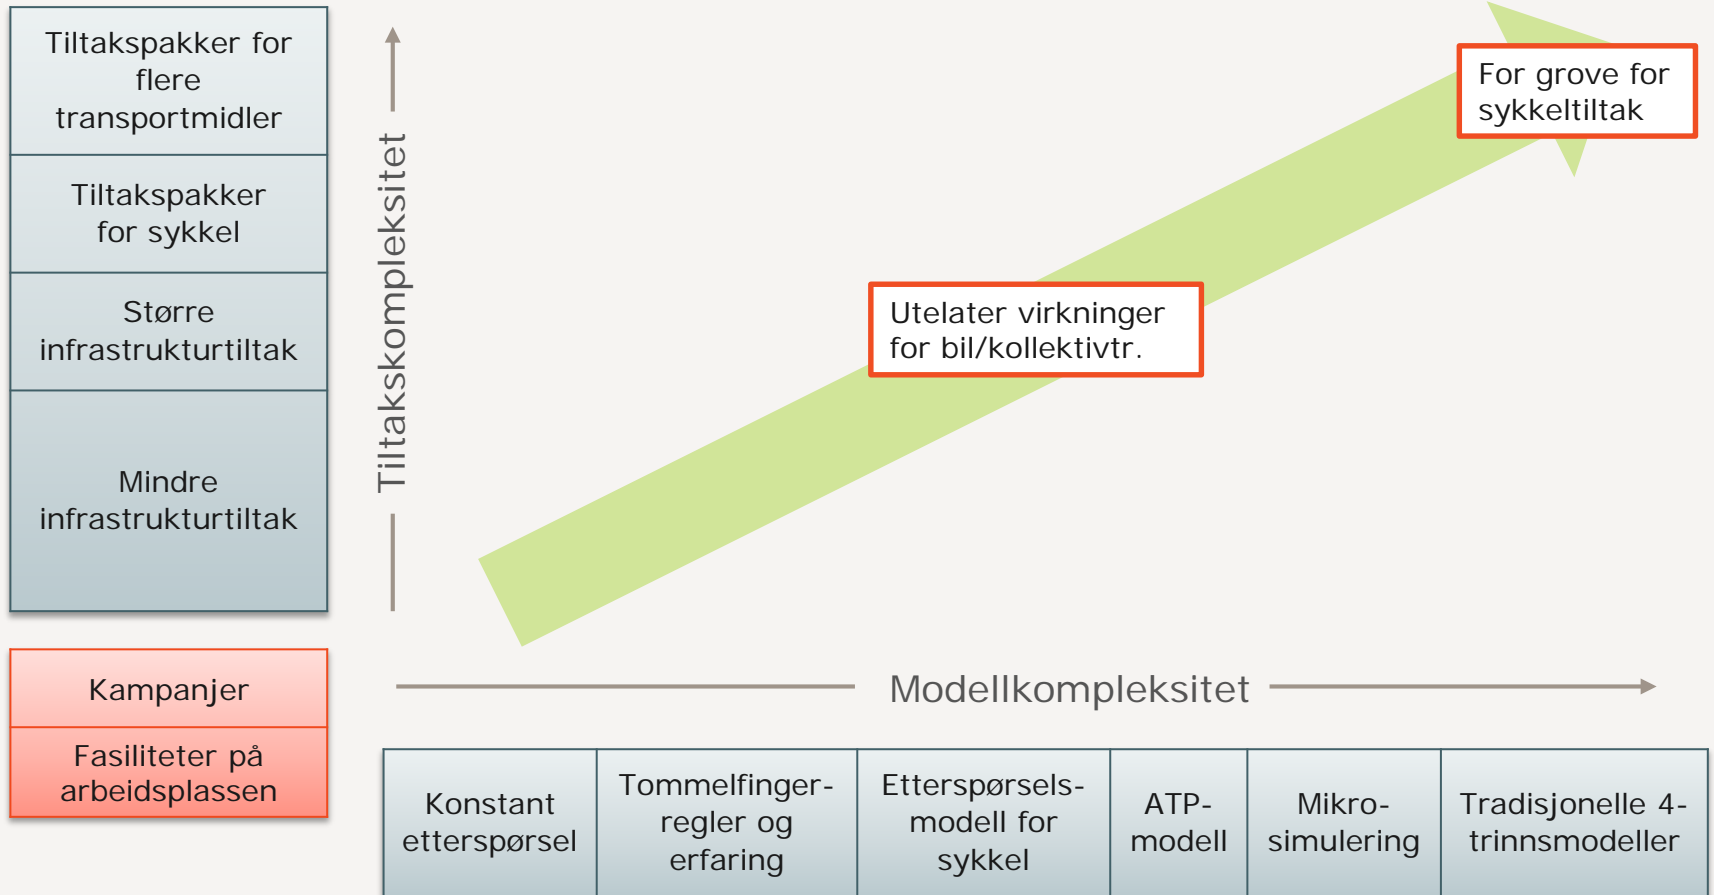 Tiltakspakker for
flere
transportmidler
Tiltakspakker
for sykkel
Større
infrastrukturtiltak
Mindre
infrastrukturtiltak
Kampanjer
Fasiliteter på
arbeidsplassen
Tiltakskompleksitet
For grove for
sykkeltiltak
Utelater virkninger
for bil/kollektivtr.
Modellkompleksitet
Konstant
etterspørsel
Tommelfinger-
regler og
erfaring
Etterspørsels-
modell for
sykkel
ATP-
modell
Mikro-
simulering
Tradisjonelle 4-
trinnsmodeller